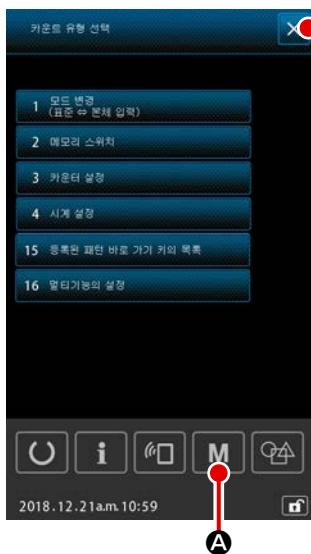 카운트 유형 선택
X
1 모드 변경
(표준 ⇔ 본체 입력)
2 메모리 스위치
3 카운터 설정
4 시계 설정
15 등록된 패턴 바로 가기 키의 목록
16 멀티기능의 설정
i M
2018.12.21a.m.10:59
A